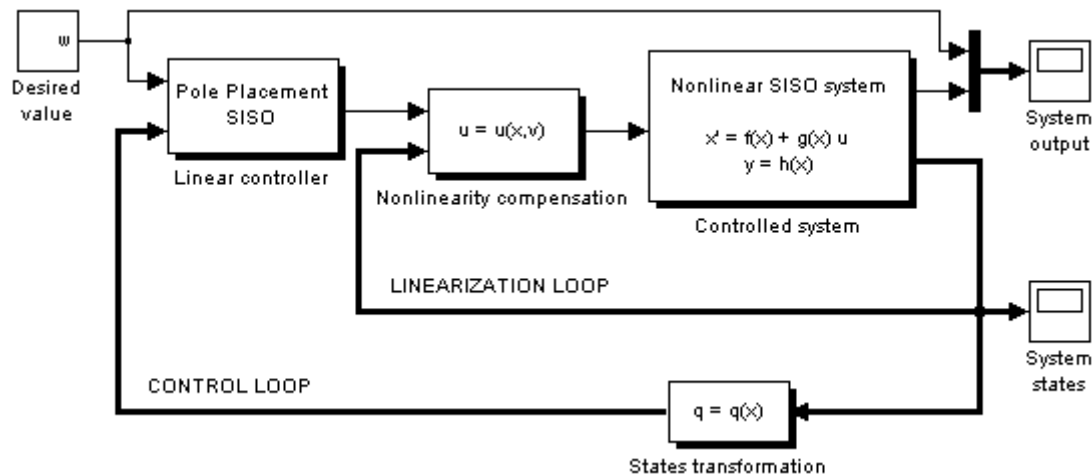 w
Desired
value
Pole Placement
SISO
Linear controller
u = u(x,v)
Nonlinearity compensation
Nonlinear SISO system
x' = f(x) + g(x) u
y = h(x)
Controlled system
System
output
LINEARIZATION LOOP
System
states
CONTROL LOOP
q = q(x)
States transformation